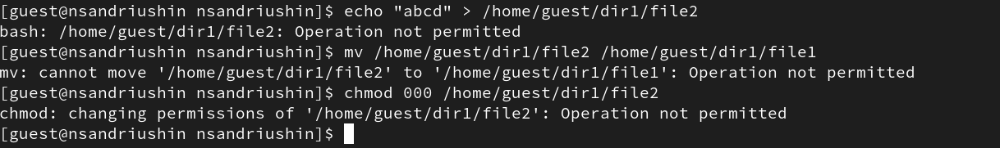 [guest@nsandriushin nsandriushin]$ echo "abcd" > /home/guest/dir1/file2
bash: /home/guest/dir1/file2: Operation not permitted
[guest@nsandriushin nsandriushin]$ mv /home/guest/dir1/file2 /home/guest/dir1/file1
mv: cannot move '/home/guest/dir1/file2' to '/home/guest/dir1/file1': Operation not permitted
[guest@nsandriushin nsandriushin]$ chmod 000 /home/guest/dir1/file2
chmod: changing permissions of '/home/guest/dir1/file2': Operation not permitted
[guest@nsandriushin nsandriushin]$